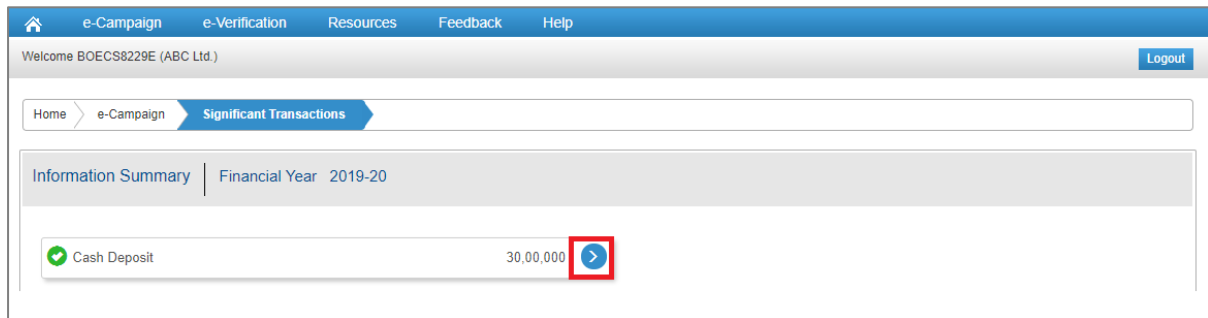 e-Campaign e-Verification Resources Feedback Help
Welcome BOECS8229E (ABC Ltd.) Logout
Home e-Campaign Significant Transactions
Information Summary Financial Year 2019-20
Cash Deposit 30,00,000